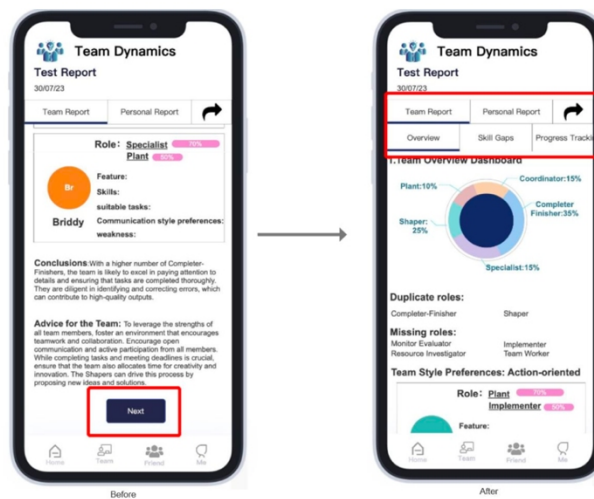 Team Dynamics
Test Report
30/07/23
Team Report
Personal Report
Role: Specialist 70%
Plant 50%
Br
Briddy
Feature:
Skills:
suitable tasks:
Communication style preferences:
weakness:
Conclusions:With a higher number of Completer-
Finishers, the team is likely to excel in paying attention to
details and ensuring that tasks are completed thoroughly.
They are diligent in identifying and correcting errors, which
can contribute to high-quality outputs.
Advice for the Team: To leverage the strengths of
all team members, foster an environment that encourages
teamwork and collaboration. Encourage open
communication and active participation from all members.
While completing tasks and meeting deadlines is crucial,
ensure that the team also allocates time for creativity and
innovation. The Shapers can drive this process by
proposing new ideas and solutions.
Next
Home
Team
Friend
Me
Before
Team Dynamics
Test Report
30/07/23
Team Report
Personal Report
Overview
Skill Gaps
Progress Tracki
1.Team Overview Dashboard
Plant:10%
Coordinator:15%
Completer
Finisher:35%
Shaper:
25%
Specialist:15%
Duplicate roles:
Completer-Finisher
Shaper
Missing roles:
Monitor Evaluator
Implementer
Resource Investigator
Team Worker
Team Style Preferences: Action-oriented
Role: Plant 70%
Implementer 50%
Feature:
Home
Team
Friend
Me
After